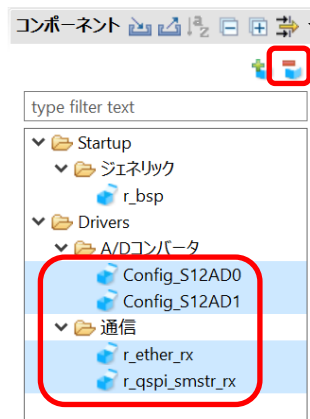 コンポーネント
type filter text
Startup
ジェネリック
r_bsp
Drivers
A/Dコンバータ
Config_S12AD0
Config_S12AD1
通信
r_ether_rx
r_qspi_smstr_rx